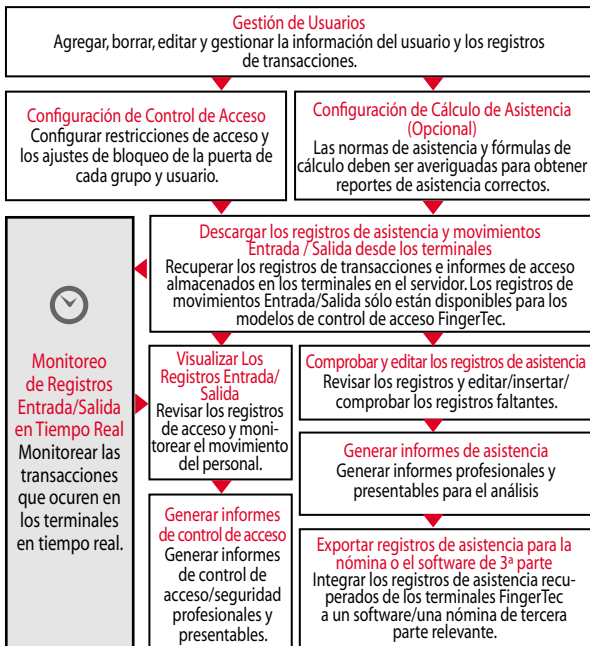 Gestión de Usuarios
Agregar, borrar, editar y gestionar la información del usuario y los registros
de transacciones.
Configuración de Control de Acceso
Configurar restricciones de acceso y
los ajustes de bloqueo de la puerta de
cada grupo y usuario.
Configuración de Cálculo de Asistencia
(Opcional)
Las normas de asistencia y fórmulas de
cálculo deben ser averiguadas para obtener
reportes de asistencia correctos.
Descargar los registros de asistencia y movimientos
Entrada / Salida desde los terminales
Recuperar los registros de transacciones e informes de acceso
almacenados en los terminales en el servidor. Los registros de
movimientos Entrada/Salida sólo están disponibles para los
modelos de control de acceso FingerTec.
Monitoreo
de Registros
Entrada/Salida
en Tiempo Real
Monitorear las
transacciones
que ocuren en
los terminales
en tiempo real.
Visualizar Los
Registros Entrada/
Salida
Revisar los registros
de acceso y moni-
torear el movimiento
del personal.
Generar informes
de control de acceso
Generar informes
de control de
acceso/seguridad
profesionales y
presentables.
Comprobar y editar los registros de asistencia
Revisar los registros y editar/insertar/
comprobar los registros faltantes.
Generar informes de asistencia
Generar informes profesionales y
presentables para el análisis
Exportar registros de asistencia para la
nómina o el software de 3ª parte
Integrar los registros de asistencia recu-
perados de los terminales FingerTec
a un software/una nómina de tercera
parte relevante.